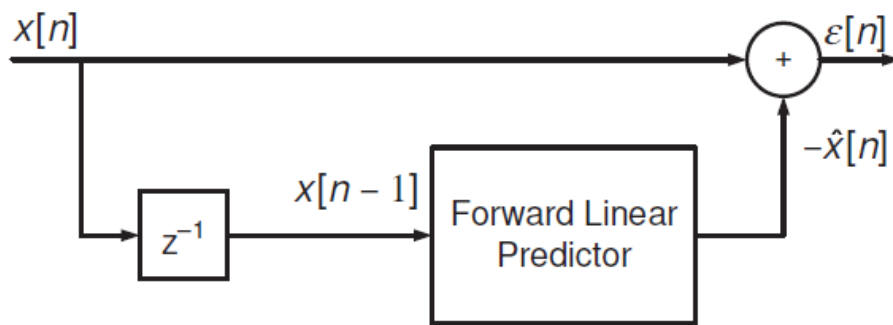 x[n]
ε[n]
+
−x̂[n]
x[n − 1]
Forward Linear
Predictor
z⁻¹